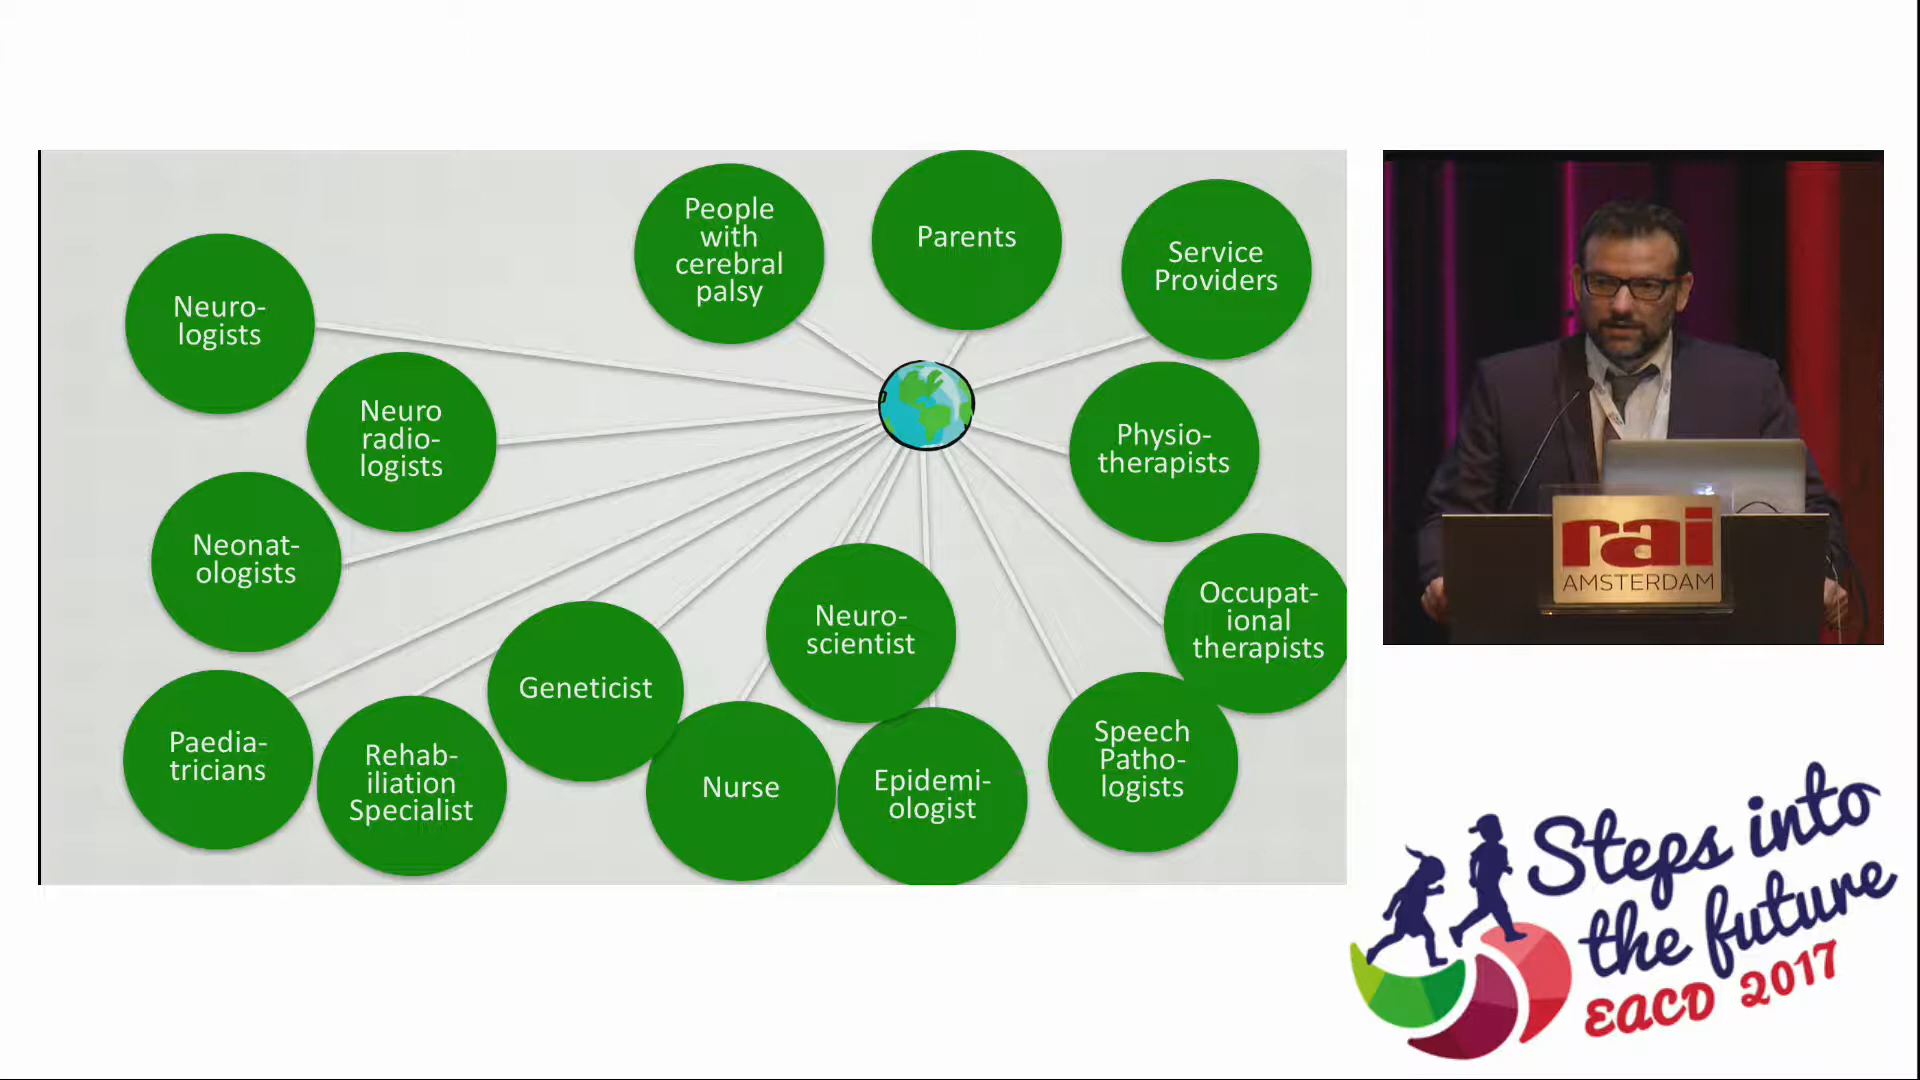 People
with
cerebral
palsy
Parents
Service
Providers
Neuro-
logists
Neuro
radio-
logists
Physio-
therapists
Neonat-
ologists
Occupat-
ional
therapists
Neuro-
scientist
Geneticist
Paedia-
tricians
Rehab-
iliation
Specialist
Nurse
Epidemi-
ologist
Speech
Patho-
logists
rai
AMSTERDAM
Steps into
the future
EACD 2017